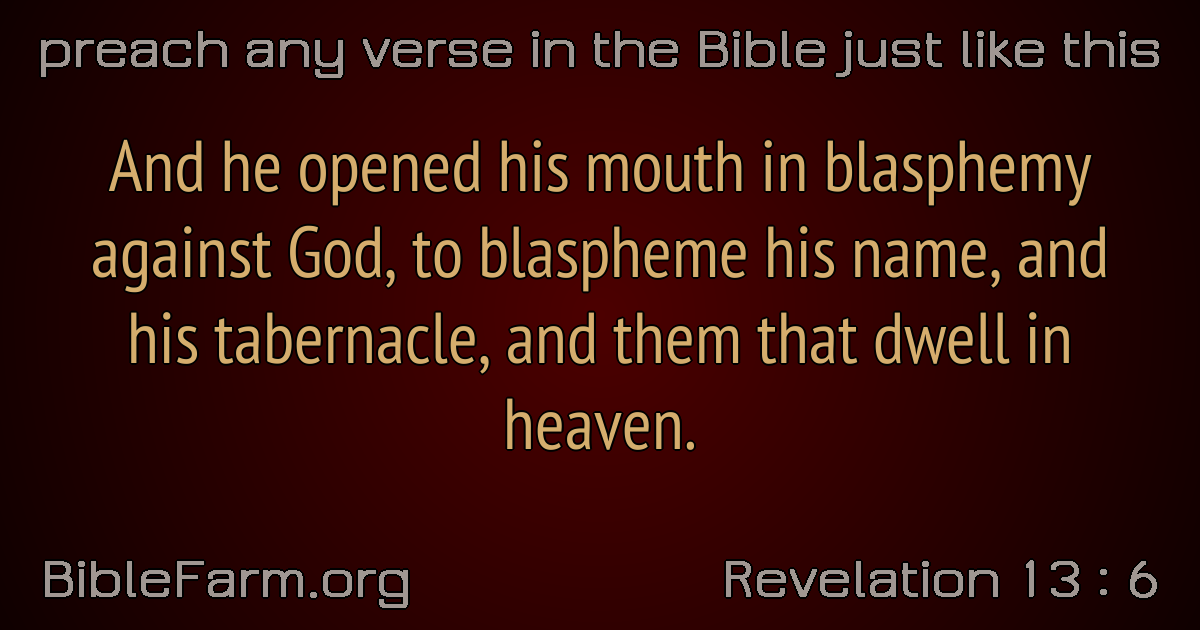 preach any verse in the Bible just like this
And he opened his mouth in blasphemy
against God, to blaspheme his name, and
his tabernacle, and them that dwell in
heaven.
BibleFarm.org
Revelation 13 : 6